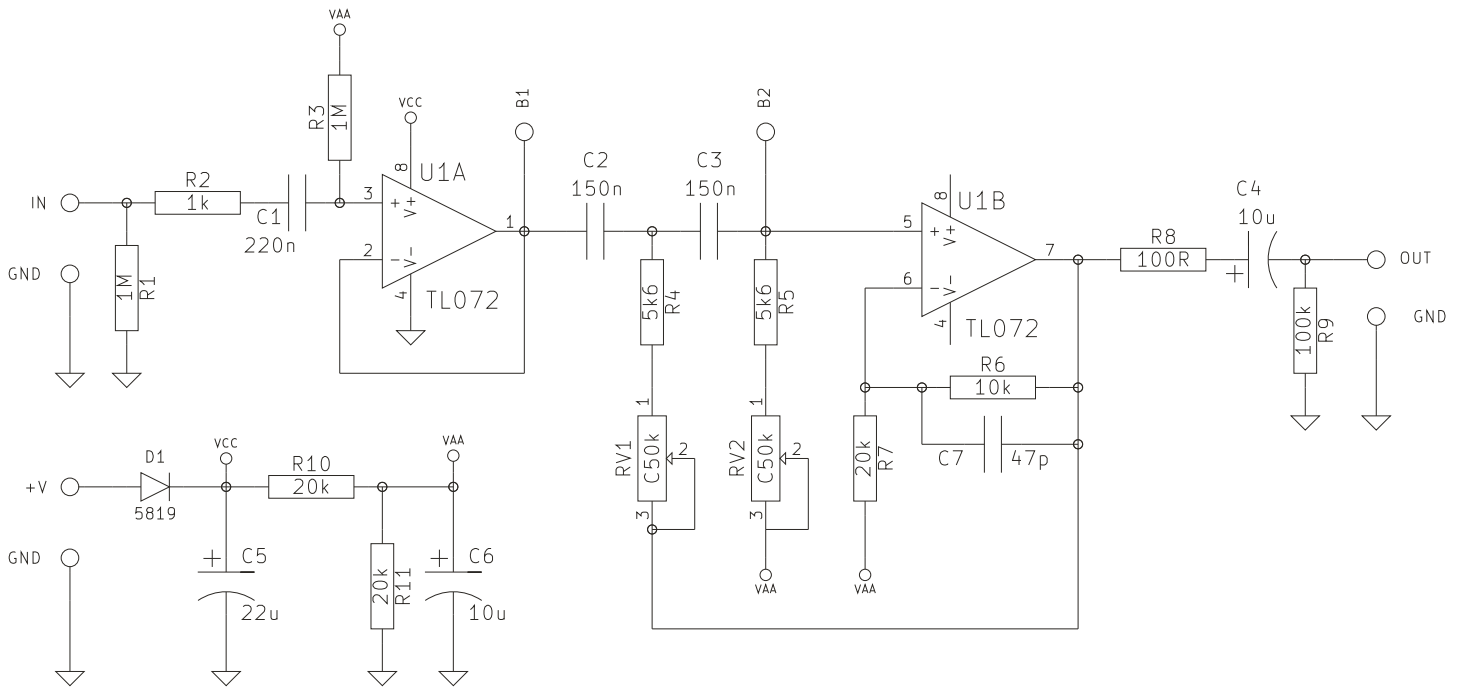 VAA
R3
1M
VCC
8
U1A
3
+
V+
2
−
V-
1
4
TL072
B1
B2
IN
R2
1k
C1
220n
GND
1M
R1
C2
150n
C3
150n
5k6
R4
5k6
R5
8
U1B
5
+
V+
6
−
V-
7
4
TL072
R8
100R
C4
10u
+
OUT
100k
R9
GND
R6
10k
C7
47p
1
RV1
C50k
2
3
1
RV2
C50k
2
3
VAA
20k
R7
VAA
+V
D1
5819
VCC
R10
20k
VAA
GND
+
C5
22u
20k
R11
+
C6
10u